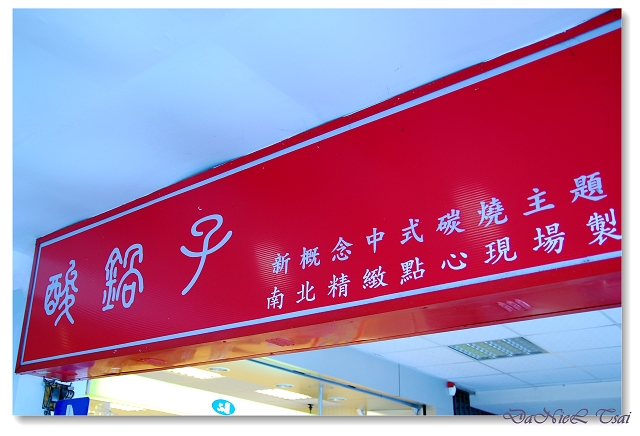 酸鍋子
新概念中式碳燒主題
南北精緻點心現場製
DaNieL Tsai